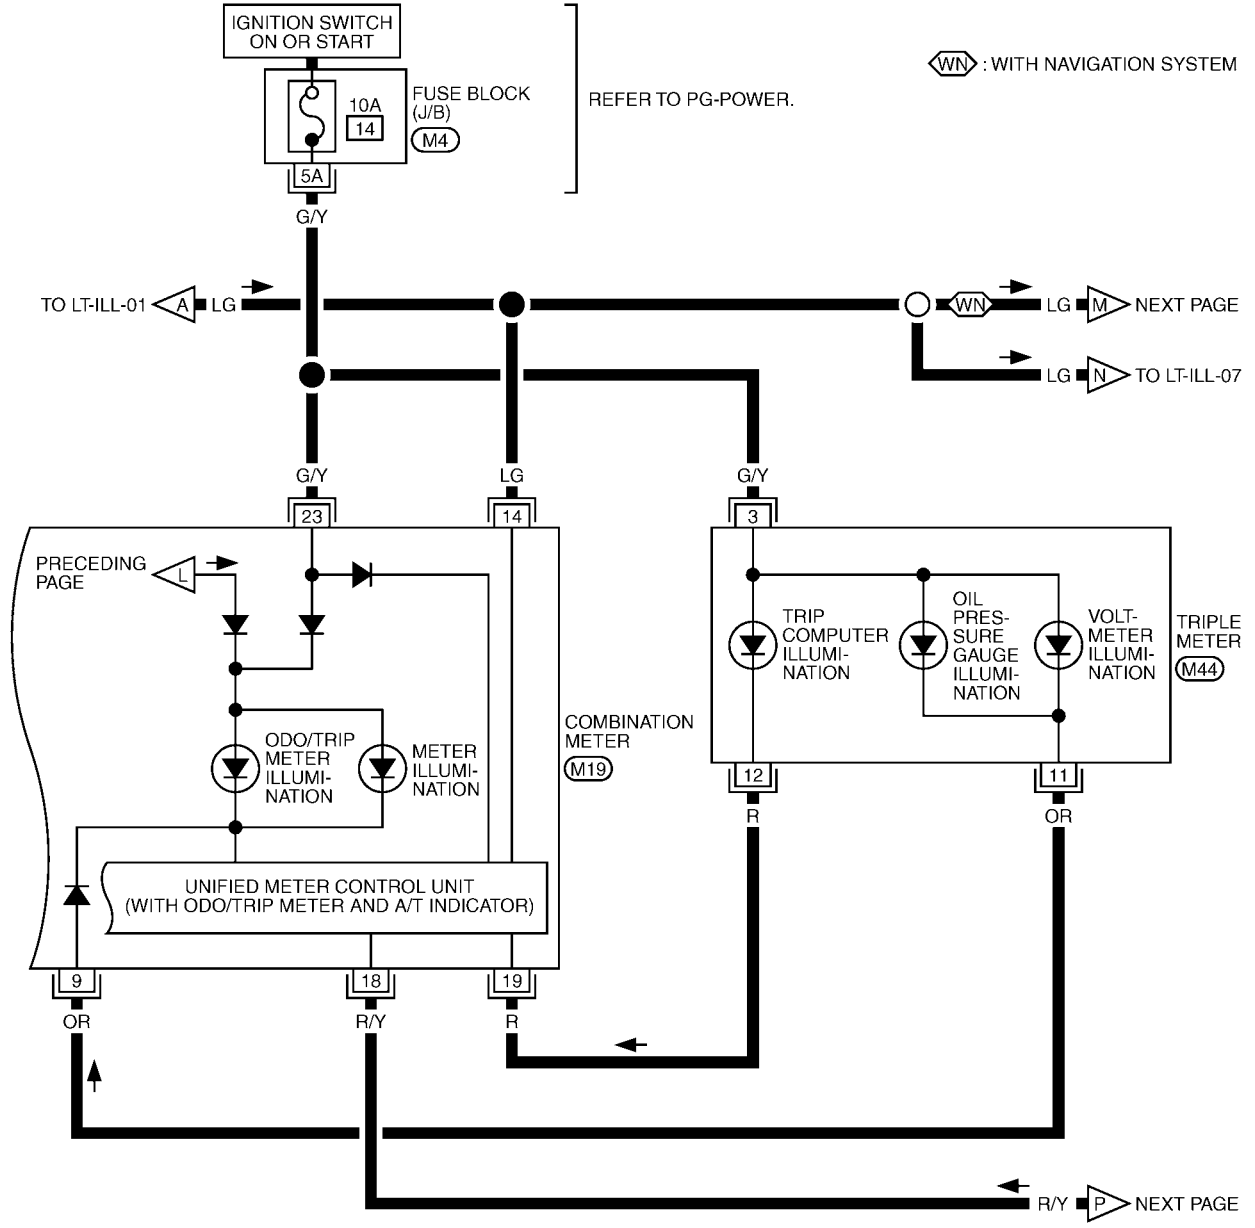 IGNITION SWITCH
ON OR START
10A
14
FUSE BLOCK
(J/B)
M4
REFER TO PG-POWER.
WN : WITH NAVIGATION SYSTEM
5A
G/Y
TO LT-ILL-01 A LG
WN LG M NEXT PAGE
LG N TO LT-ILL-07
G/Y
LG
G/Y
23
14
3
PRECEDING
PAGE
L
TRIP
COMPUTER
ILLUMI-
NATION
OIL
PRES-
SURE
GAUGE
ILLUMI-
NATION
VOLT-
METER
ILLUMI-
NATION
TRIPLE
METER
M44
ODO/TRIP
METER
ILLUMI-
NATION
METER
ILLUMI-
NATION
COMBINATION
METER
M19
12
11
R
OR
UNIFIED METER CONTROL UNIT
(WITH ODO/TRIP METER AND A/T INDICATOR)
9
18
19
OR
R/Y
R
R/Y P NEXT PAGE